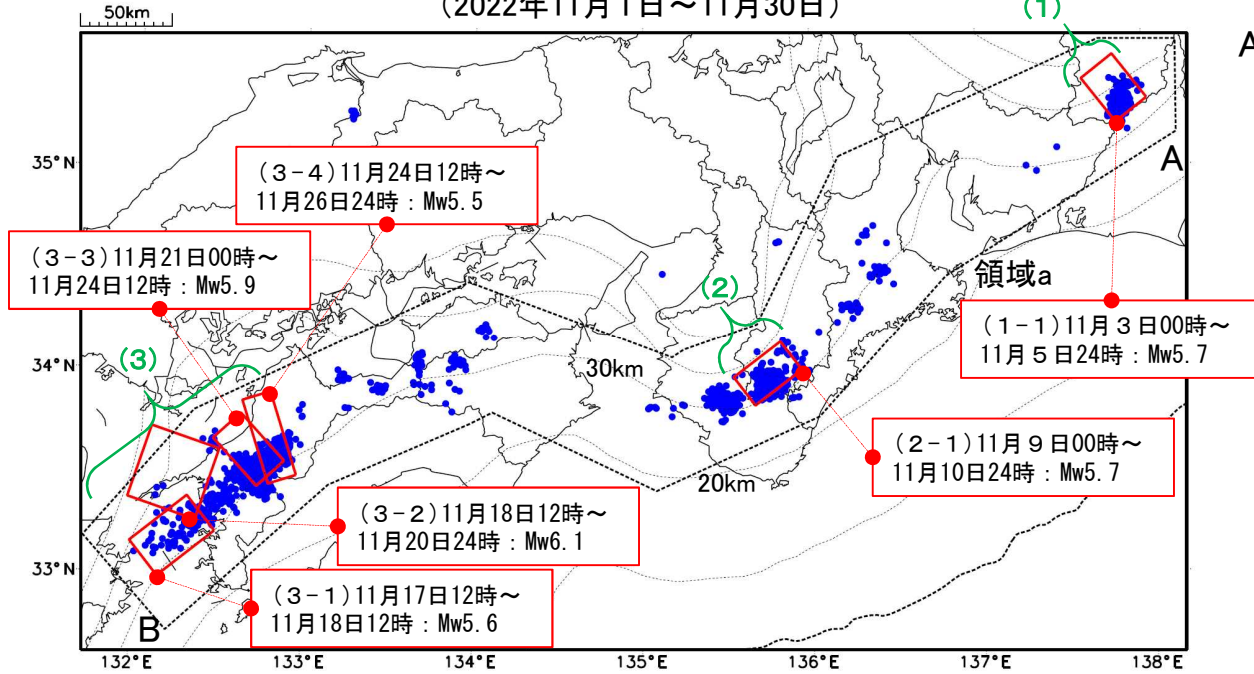 (2022年11月1日～11月30日)
50km
(1)
A
35°N
34°N
33°N
132°E
133°E
134°E
135°E
136°E
137°E
138°E
(3-4)11月24日12時～
11月26日24時：Mw5.5
(3-3)11月21日00時～
11月24日12時：Mw5.9
(3)
(2)
A
領域a
(1-1)11月3日00時～
11月5日24時：Mw5.7
30km
20km
(2-1)11月9日00時～
11月10日24時：Mw5.7
(3-2)11月18日12時～
11月20日24時：Mw6.1
(3-1)11月17日12時～
11月18日12時：Mw5.6
B